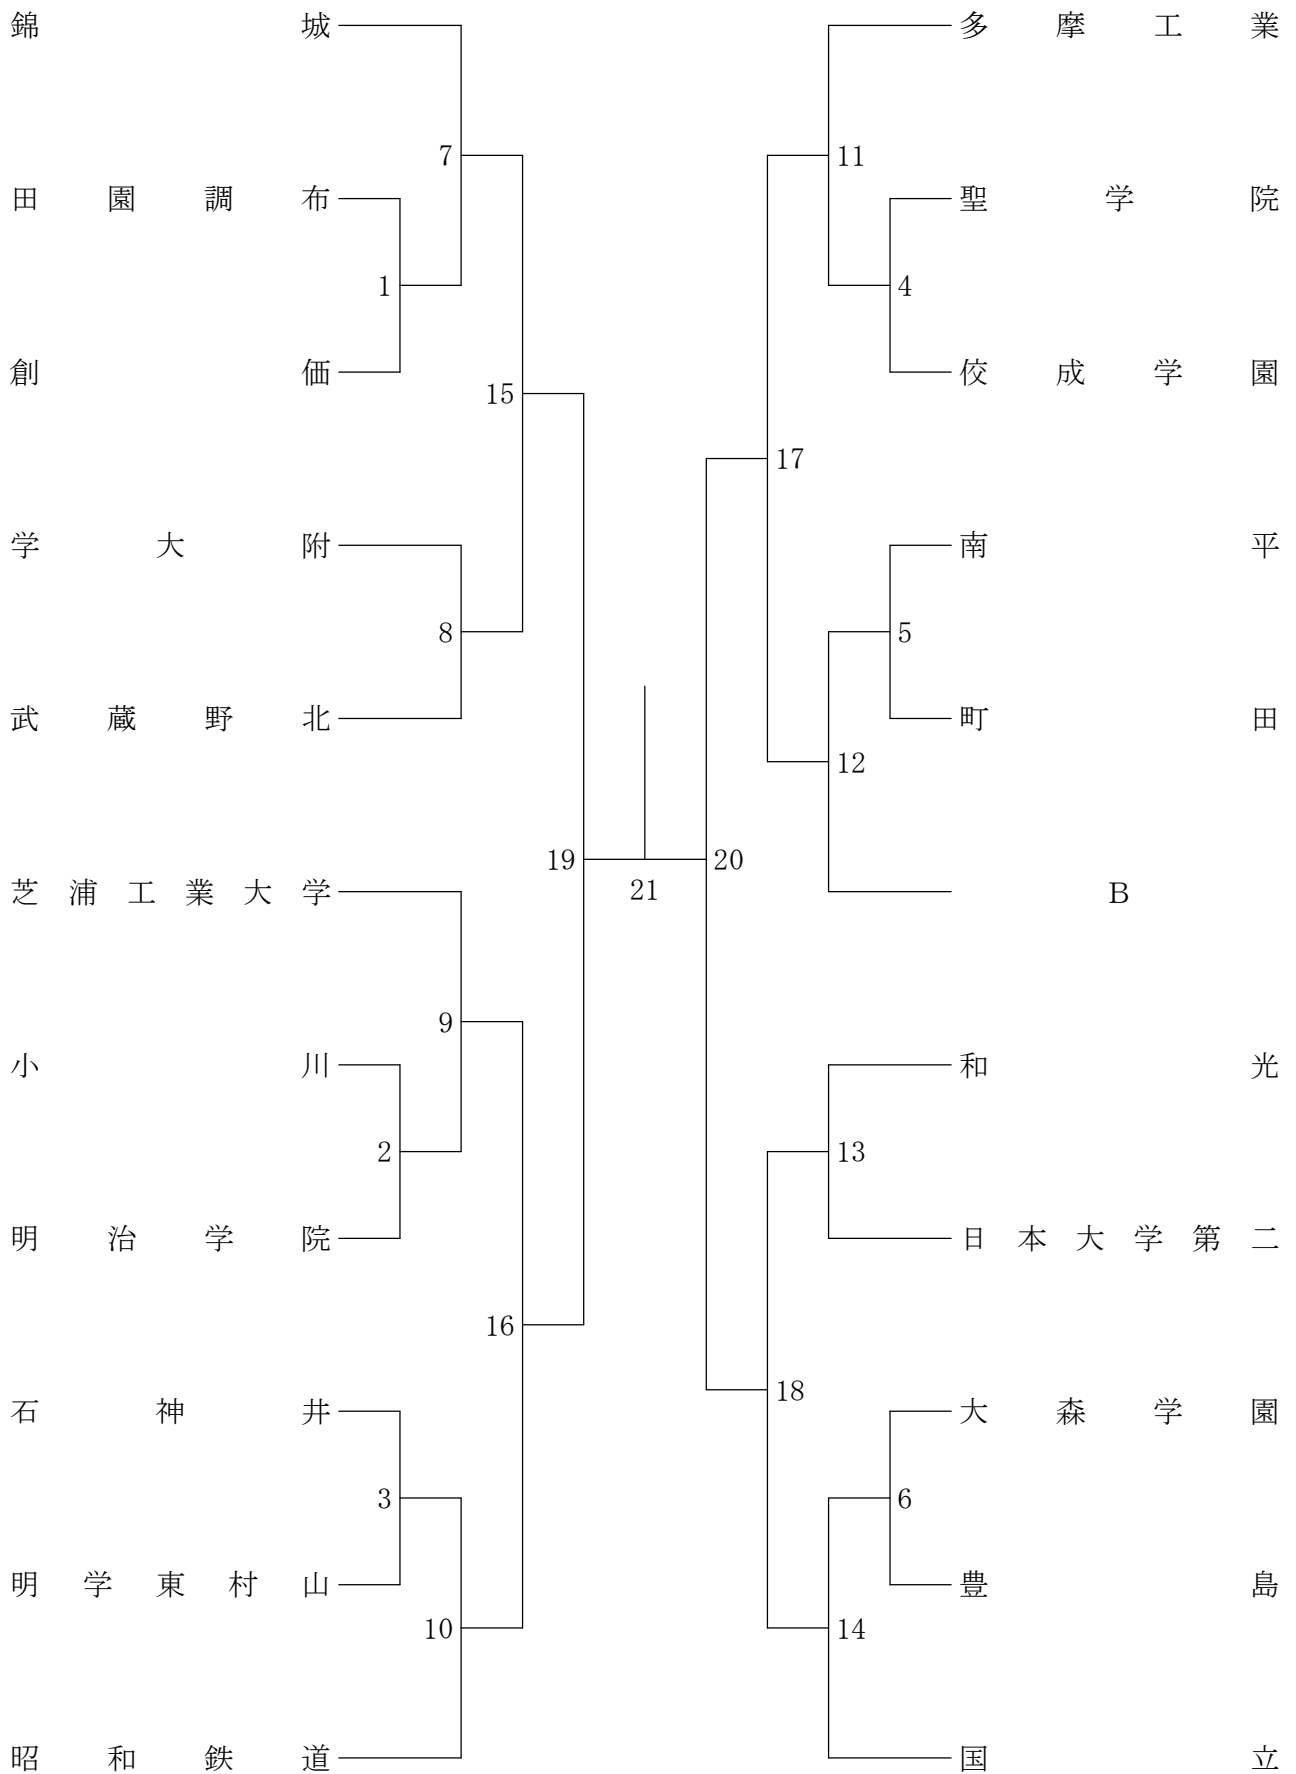 錦城
田園調布
創価
学大附
武蔵野北
芝浦工業大学
小川
明治学院
石神井
明学東村山
昭和鉄道
1
2
3
7
8
9
10
15
16
19
21
20
17
18
11
12
13
14
4
5
6
多摩工業
聖学院
佼成学園
南平
町田
B
和光
日本大学第二
大森学園
豊島
国立